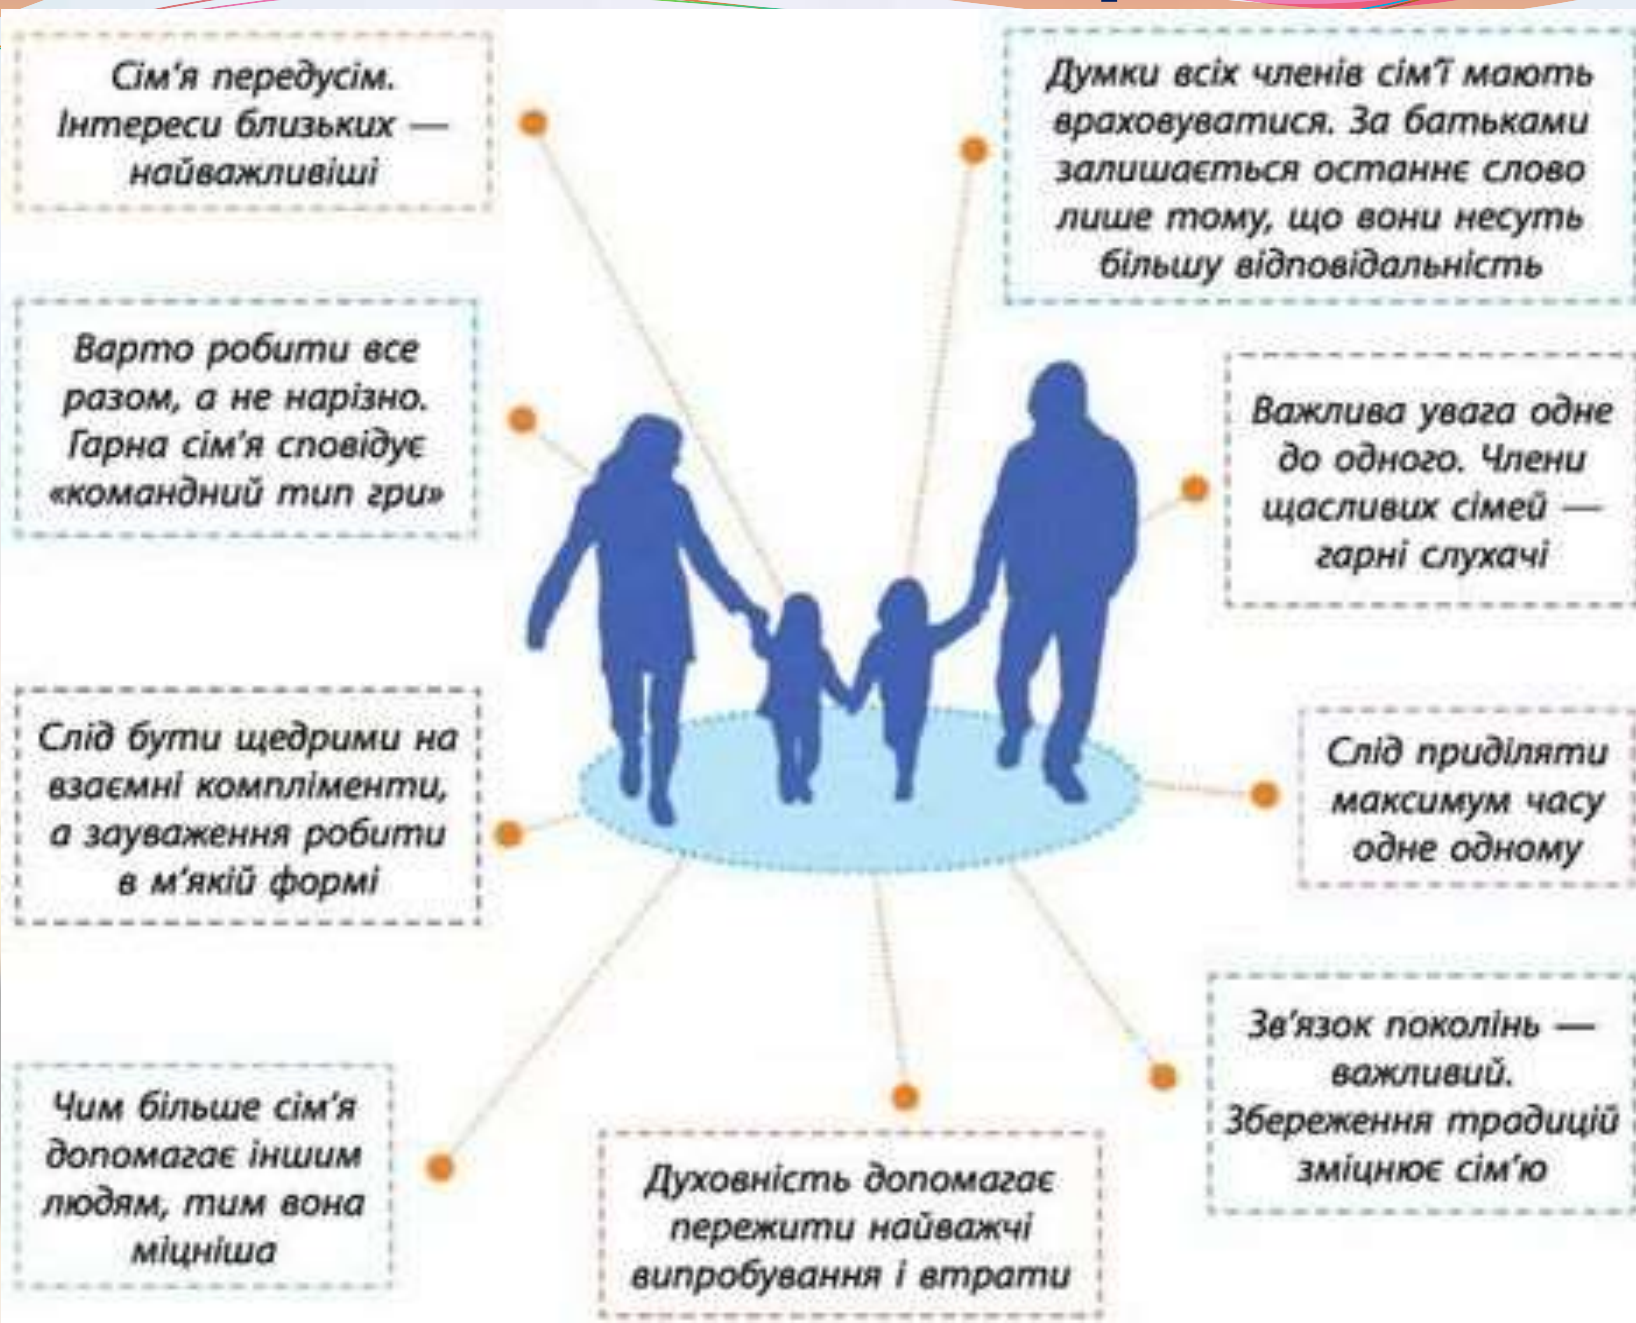 Сім'я передусім.
Інтереси близьких —
найважливіші
Думки всіх членів сім'ї мають
враховуватися. За батьками
залишається останнє слово
лише тому, що вони несуть
більшу відповідальність
Варто робити все
разом, а не нарізно.
Гарна сім'я сповідує
«командний тип гри»
Важлива увага одне
до одного. Члени
щасливих сімей —
гарні слухачі
Слід бути щедрими на
взаємні компліменти,
а зауваження робити
в м'якій формі
Слід приділяти
максимум часу
одне одному
Чим більше сім'я
допомагає іншим
людям, тим вона
міцніша
Духовність допомагає
пережити найважчі
випробування і втрати
Зв'язок поколінь —
важливий.
Збереження традицій
зміцнює сім'ю